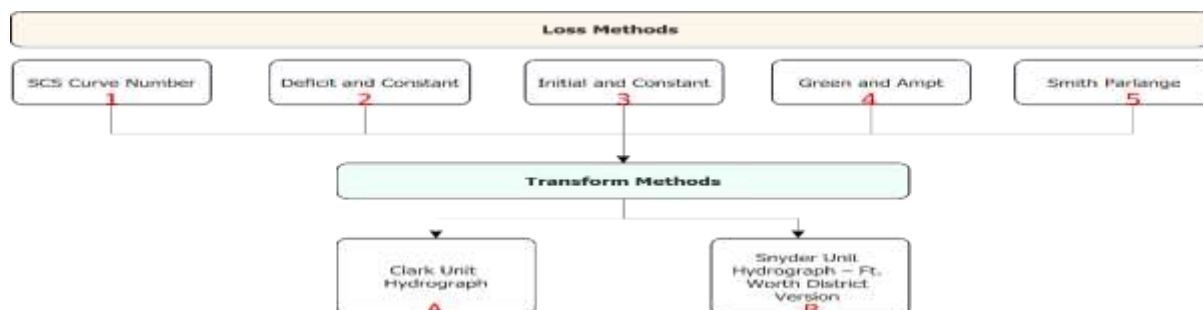 Loss Methods
SCS Curve Number
1
Deficit and Constant
2
Initial and Constant
3
Green and Ampt
4
Smith Parlange
5
Transform Methods
Clark Unit
Hydrograph
A
Snyder Unit
Hydrograph – Ft.
Worth District
Version
B